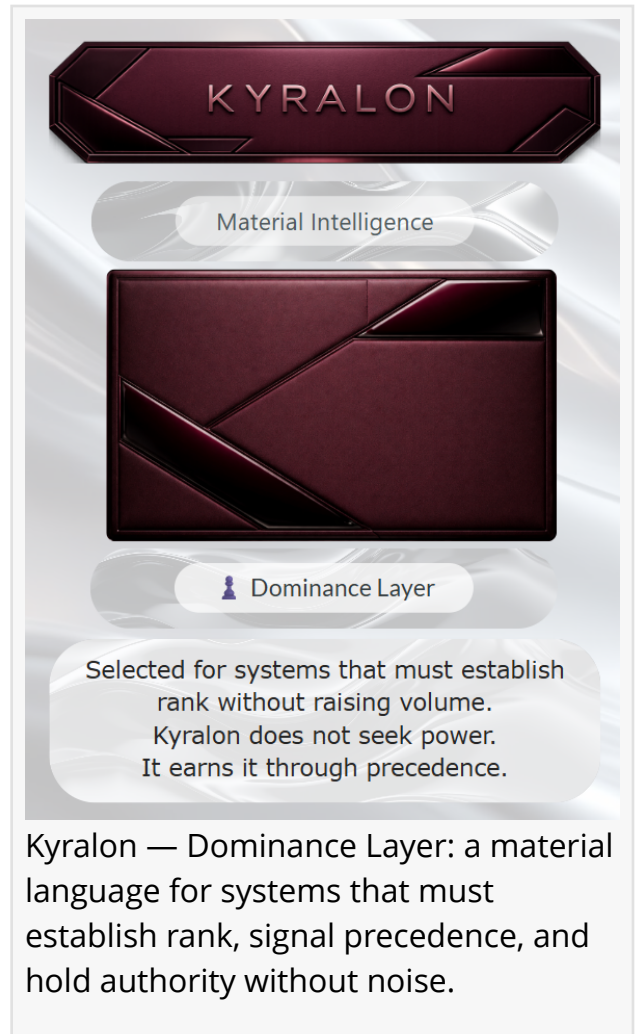 KYRALON
Material Intelligence
Dominance Layer
Selected for systems that must establish
rank without raising volume.
Kyralon does not seek power.
It earns it through precedence.
Kyralon — Dominance Layer: a material
language for systems that must
establish rank, signal precedence, and
hold authority without noise.